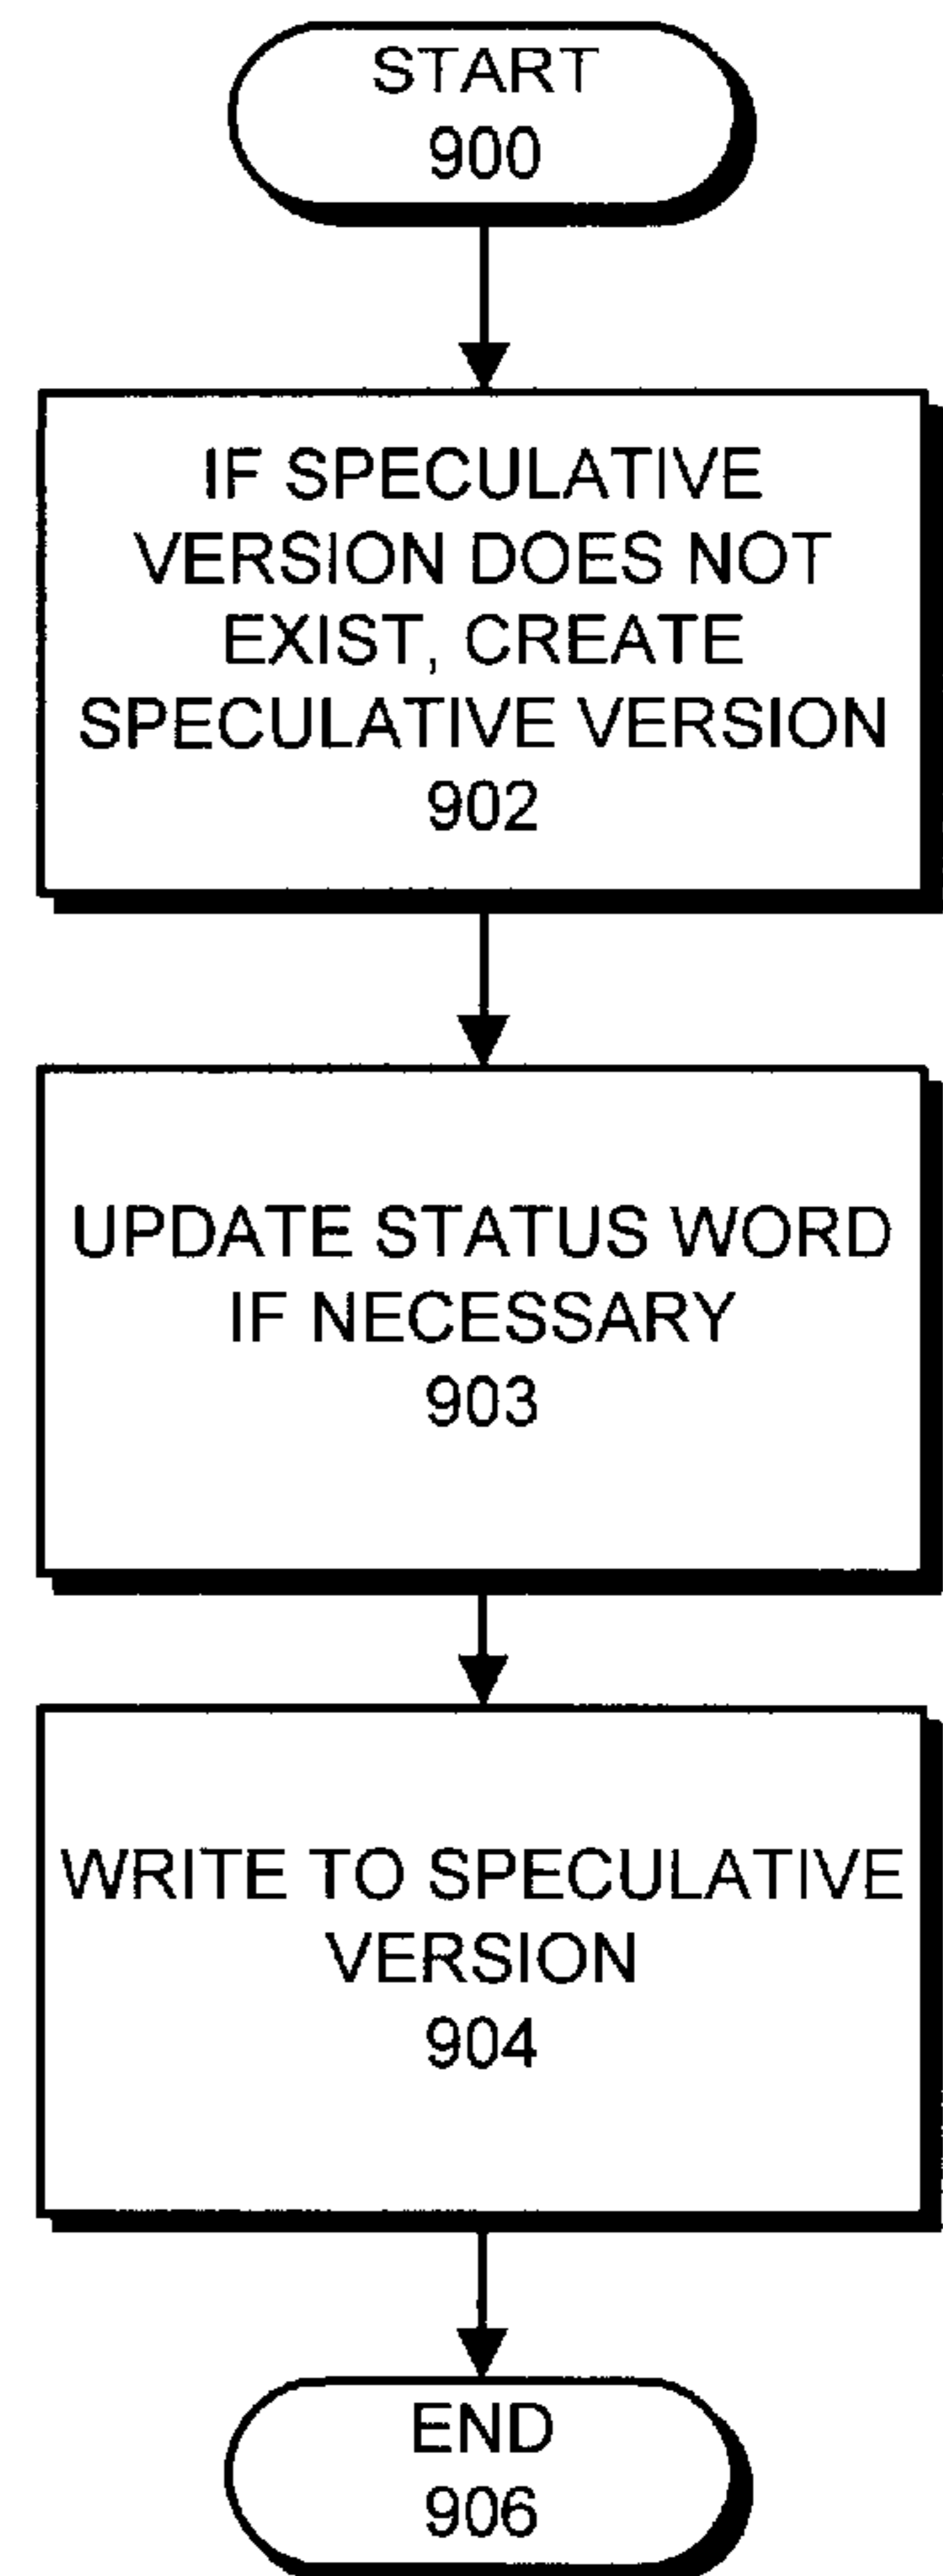 START
900
IF SPECULATIVE
VERSION DOES NOT
EXIST, CREATE
SPECULATIVE VERSION
902
UPDATE STATUS WORD
IF NECESSARY
903
WRITE TO SPECULATIVE
VERSION
904
END
906